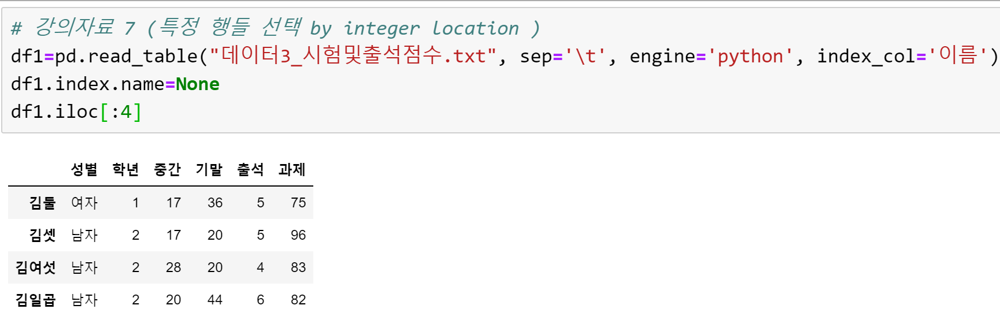 # 강의자료 7 (특정 행들 선택 by integer location )
df1=pd.read_table("데이터3_시험및출석점수.txt", sep='\t', engine='python', index_col='이름')
df1.index.name=None
df1.iloc[:4]
성별 학년 중간 기말 출석 과제
김둘 여자 1 17 36 5 75
김셋 남자 2 17 20 5 96
김여섯 남자 2 28 20 4 83
김일곱 남자 2 20 44 6 82